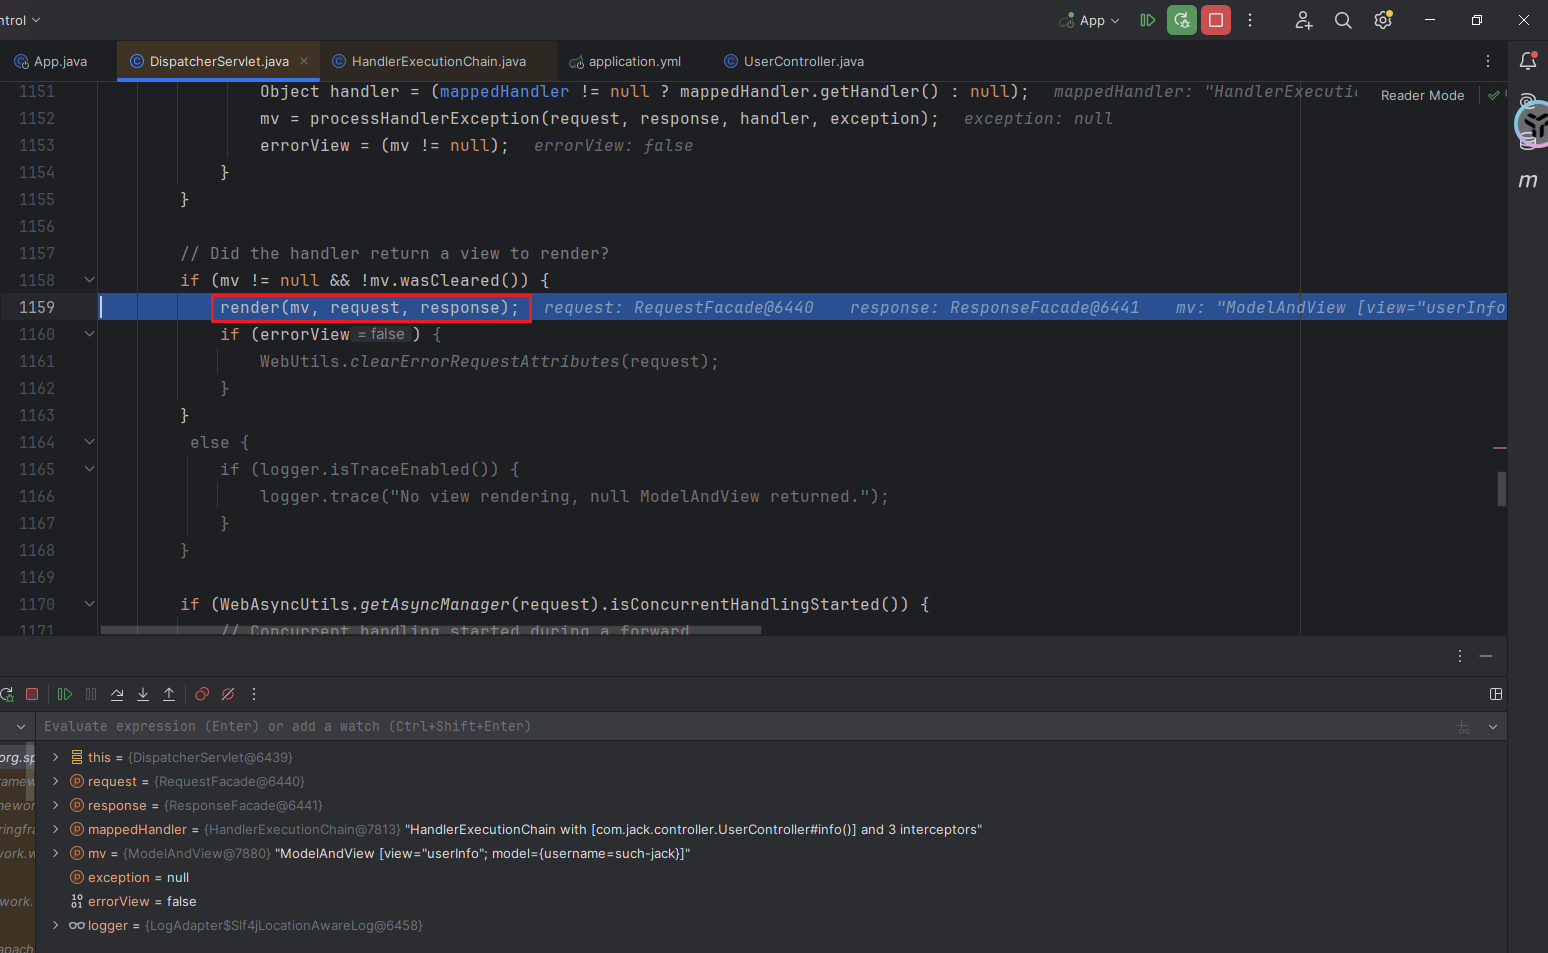 ntrol
App
App.java
DispatcherServlet.java
HandlerExecutionChain.java
application.yml
UserController.java
Reader Mode
1151 Object handler = (mappedHandler != null ? mappedHandler.getHandler() : null); mappedHandler: "HandlerExecuti
1152 mv = processHandlerException(request, response, handler, exception); exception: null
1153 errorView = (mv != null); errorView: false
1154 }
1155 }
1156
1157 // Did the handler return a view to render?
1158 if (mv != null && !mv.wasCleared()) {
1159 render(mv, request, response); request: RequestFacade@6440 response: ResponseFacade@6441 mv: "ModelAndView [view="userInfo
1160 if (errorView = false ) {
1161 WebUtils.clearErrorRequestAttributes(request);
1162 }
1163 }
1164 else {
1165 if (logger.isTraceEnabled()) {
1166 logger.trace("No view rendering, null ModelAndView returned.");
1167 }
1168 }
1169
1170 if (WebAsyncUtils.getAsyncManager(request).isConcurrentHandlingStarted()) {
1171 // Concurrent handling started during a forward
m
Evaluate expression (Enter) or add a watch (Ctrl+Shift+Enter)
org.sp
ramew
mewor
ringfra
vork.w
work.
apach
this = {DispatcherServlet@6439}
request = {RequestFacade@6440}
response = {ResponseFacade@6441}
mappedHandler = {HandlerExecutionChain@7813} "HandlerExecutionChain with [com.jack.controller.UserController#info()] and 3 interceptors"
mv = {ModelAndView@7880} "ModelAndView [view="userInfo"; model={username=such-jack}]"
exception = null
errorView = false
logger = {LogAdapter$Slf4jLocationAwareLog@6458}